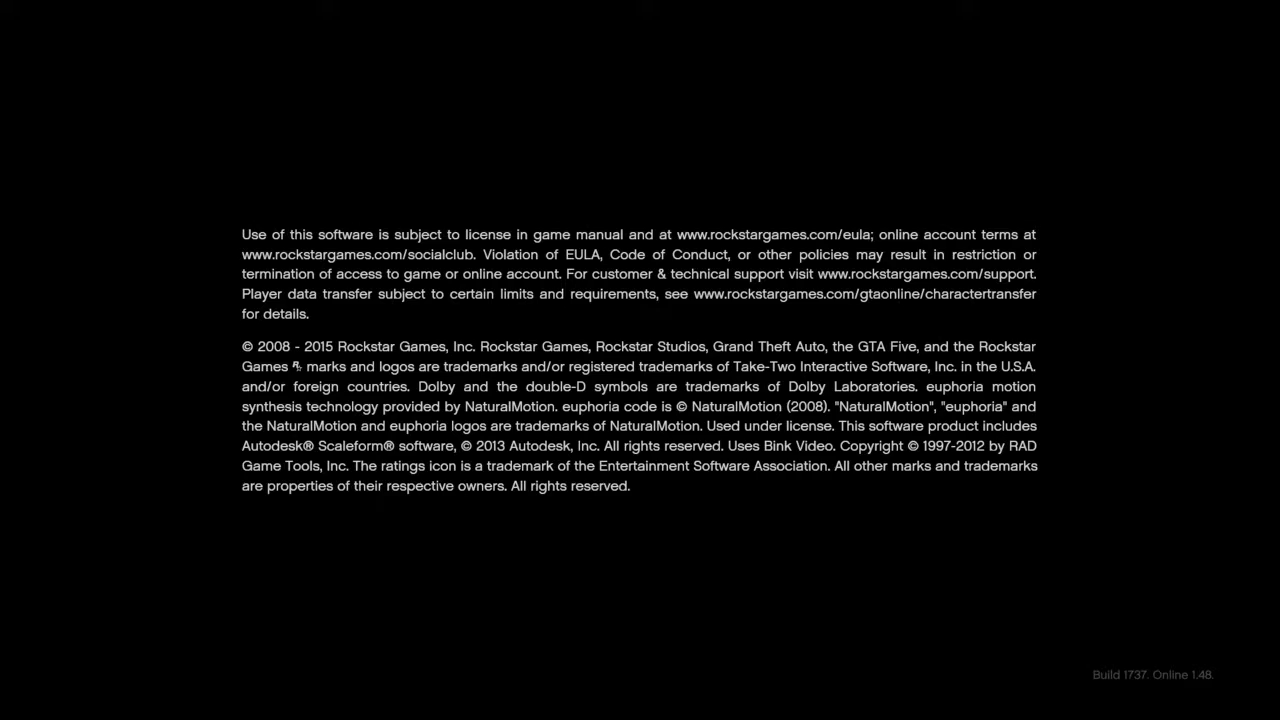 Use of this software is subject to license in game manual and at www.rockstargames.com/eula; online account terms at
www.rockstargames.com/socialclub. Violation of EULA, Code of Conduct, or other policies may result in restriction or
termination of access to game or online account. For customer & technical support visit www.rockstargames.com/support.
Player data transfer subject to certain limits and requirements, see www.rockstargames.com/gtaonline/charactertransfer
for details.
© 2008 - 2015 Rockstar Games, Inc. Rockstar Games, Rockstar Studios, Grand Theft Auto, the GTA Five, and the Rockstar
Games R* marks and logos are trademarks and/or registered trademarks of Take-Two Interactive Software, Inc. in the U.S.A.
and/or foreign countries. Dolby and the double-D symbols are trademarks of Dolby Laboratories. euphoria motion
synthesis technology provided by NaturalMotion. euphoria code is © NaturalMotion (2008). "NaturalMotion", "euphoria" and
the NaturalMotion and euphoria logos are trademarks of NaturalMotion. Used under license. This software product includes
Autodesk® Scaleform® software, © 2013 Autodesk, Inc. All rights reserved. Uses Bink Video. Copyright © 1997-2012 by RAD
Game Tools, Inc. The ratings icon is a trademark of the Entertainment Software Association. All other marks and trademarks
are properties of their respective owners. All rights reserved.
Build 1737. Online 1.48.